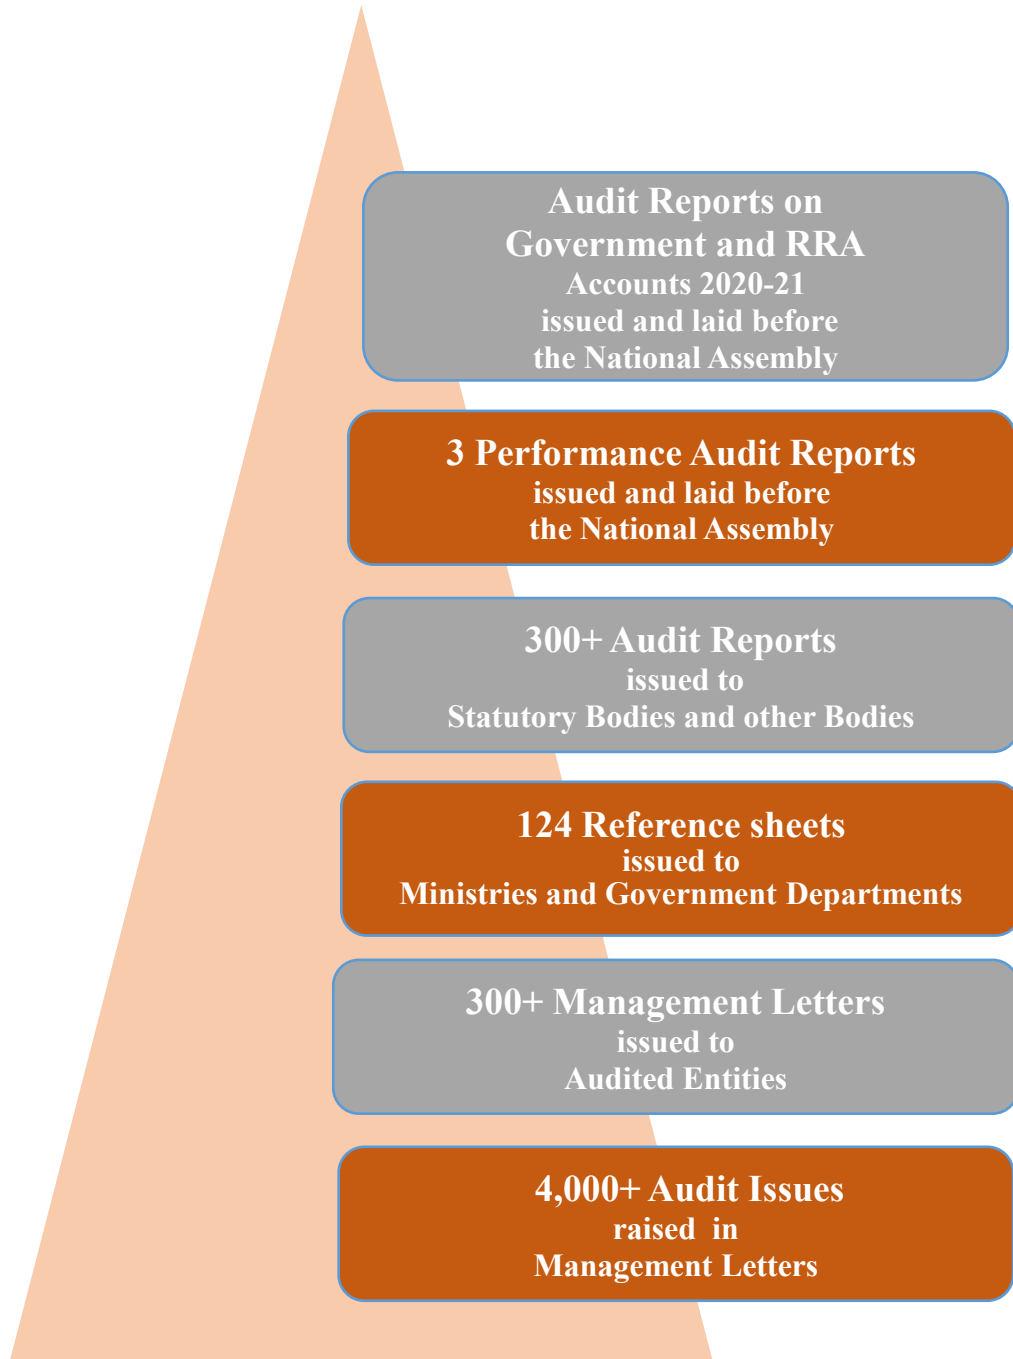 Audit Reports on
Government and RRA
Accounts 2020-21
issued and laid before
the National Assembly
3 Performance Audit Reports
issued and laid before
the National Assembly
300+ Audit Reports
issued to
Statutory Bodies and other Bodies
124 Reference sheets
issued to
Ministries and Government Departments
300+ Management Letters
issued to
Audited Entities
4,000+ Audit Issues
raised in
Management Letters